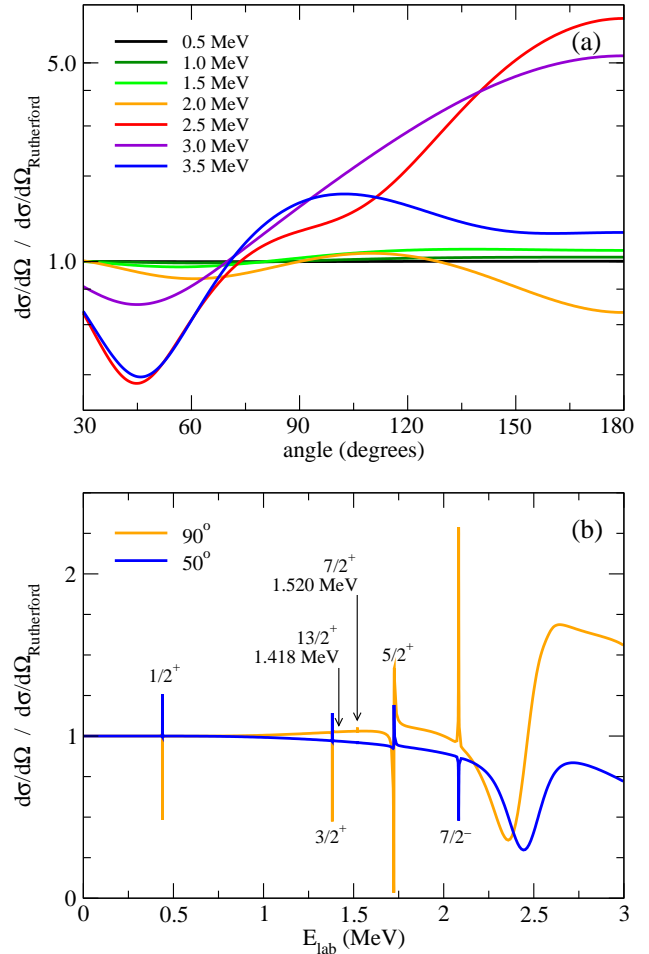 (a)
0.5 MeV
1.0 MeV
1.5 MeV
2.0 MeV
2.5 MeV
3.0 MeV
3.5 MeV
5.0
1.0
dσ/dΩ / dσ/dΩRutherford
30 60 90 120 150 180
angle (degrees)
(b)
90o
50o
2
1
0
dσ/dΩ / dσ/dΩRutherford
7/2+
1.520 MeV
13/2+
1.418 MeV
5/2+
1/2+
3/2+
7/2−
0 0.5 1 1.5 2 2.5 3
Elab (MeV)